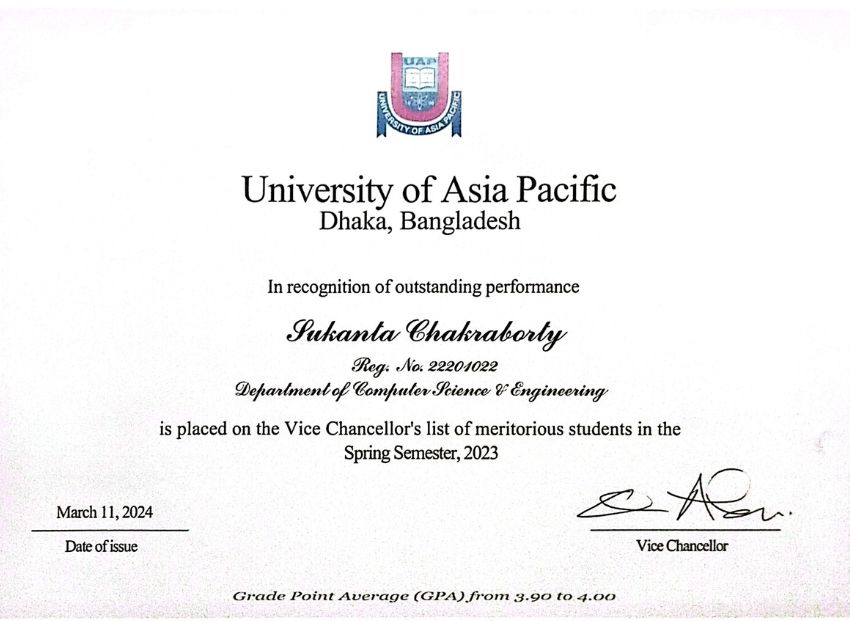 UAP
UNIVERSITY OF ASIA PACIFIC
University of Asia Pacific
Dhaka, Bangladesh
In recognition of outstanding performance
Sukanta Chakraborty
Reg. No. 22201022
Department of Computer Science & Engineering
is placed on the Vice Chancellor's list of meritorious students in the
Spring Semester, 2023
March 11, 2024
Date of issue
Vice Chancellor
Grade Point Average (GPA) from 3.90 to 4.00